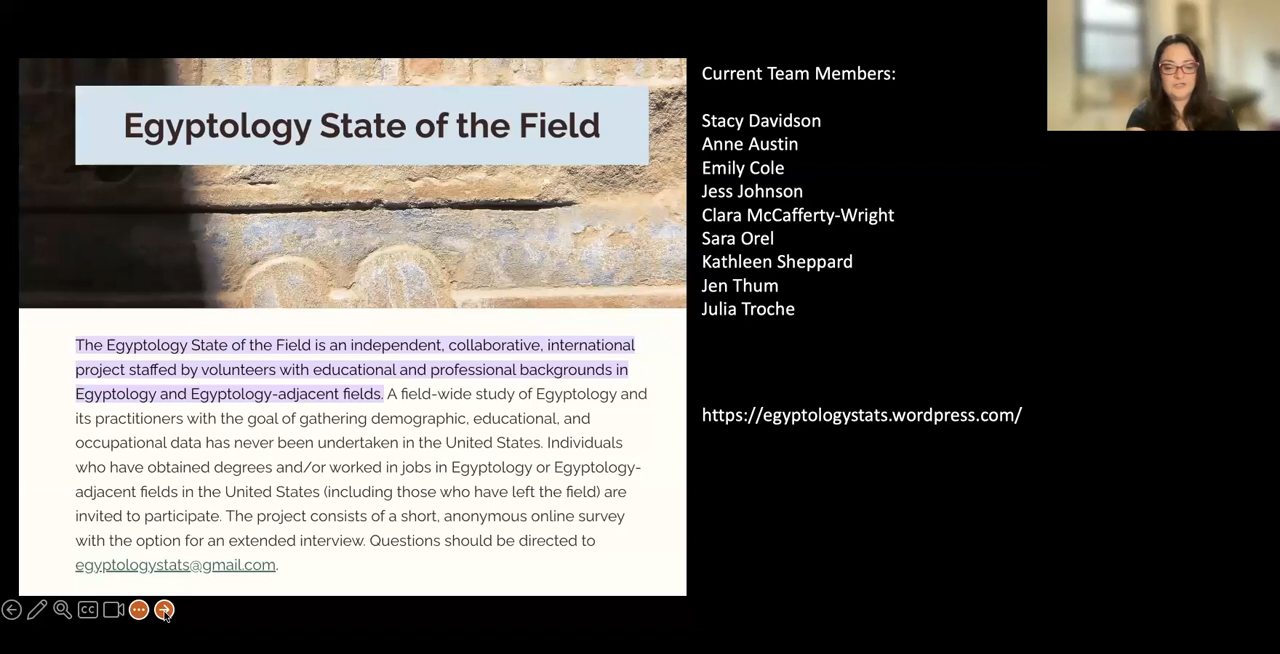 Egyptology State of the Field
The Egyptology State of the Field is an independent, collaborative, international
project staffed by volunteers with educational and professional backgrounds in
Egyptology and Egyptology-adjacent fields. A field-wide study of Egyptology and
its practitioners with the goal of gathering demographic, educational, and
occupational data has never been undertaken in the United States. Individuals
who have obtained degrees and/or worked in jobs in Egyptology or Egyptology-
adjacent fields in the United States (including those who have left the field) are
invited to participate. The project consists of a short, anonymous online survey
with the option for an extended interview. Questions should be directed to
egyptologystats@gmail.com.
Current Team Members:
Stacy Davidson
Anne Austin
Emily Cole
Jess Johnson
Clara McCafferty-Wright
Sara Orel
Kathleen Sheppard
Jen Thum
Julia Troche
https://egyptologystats.wordpress.com/
CC